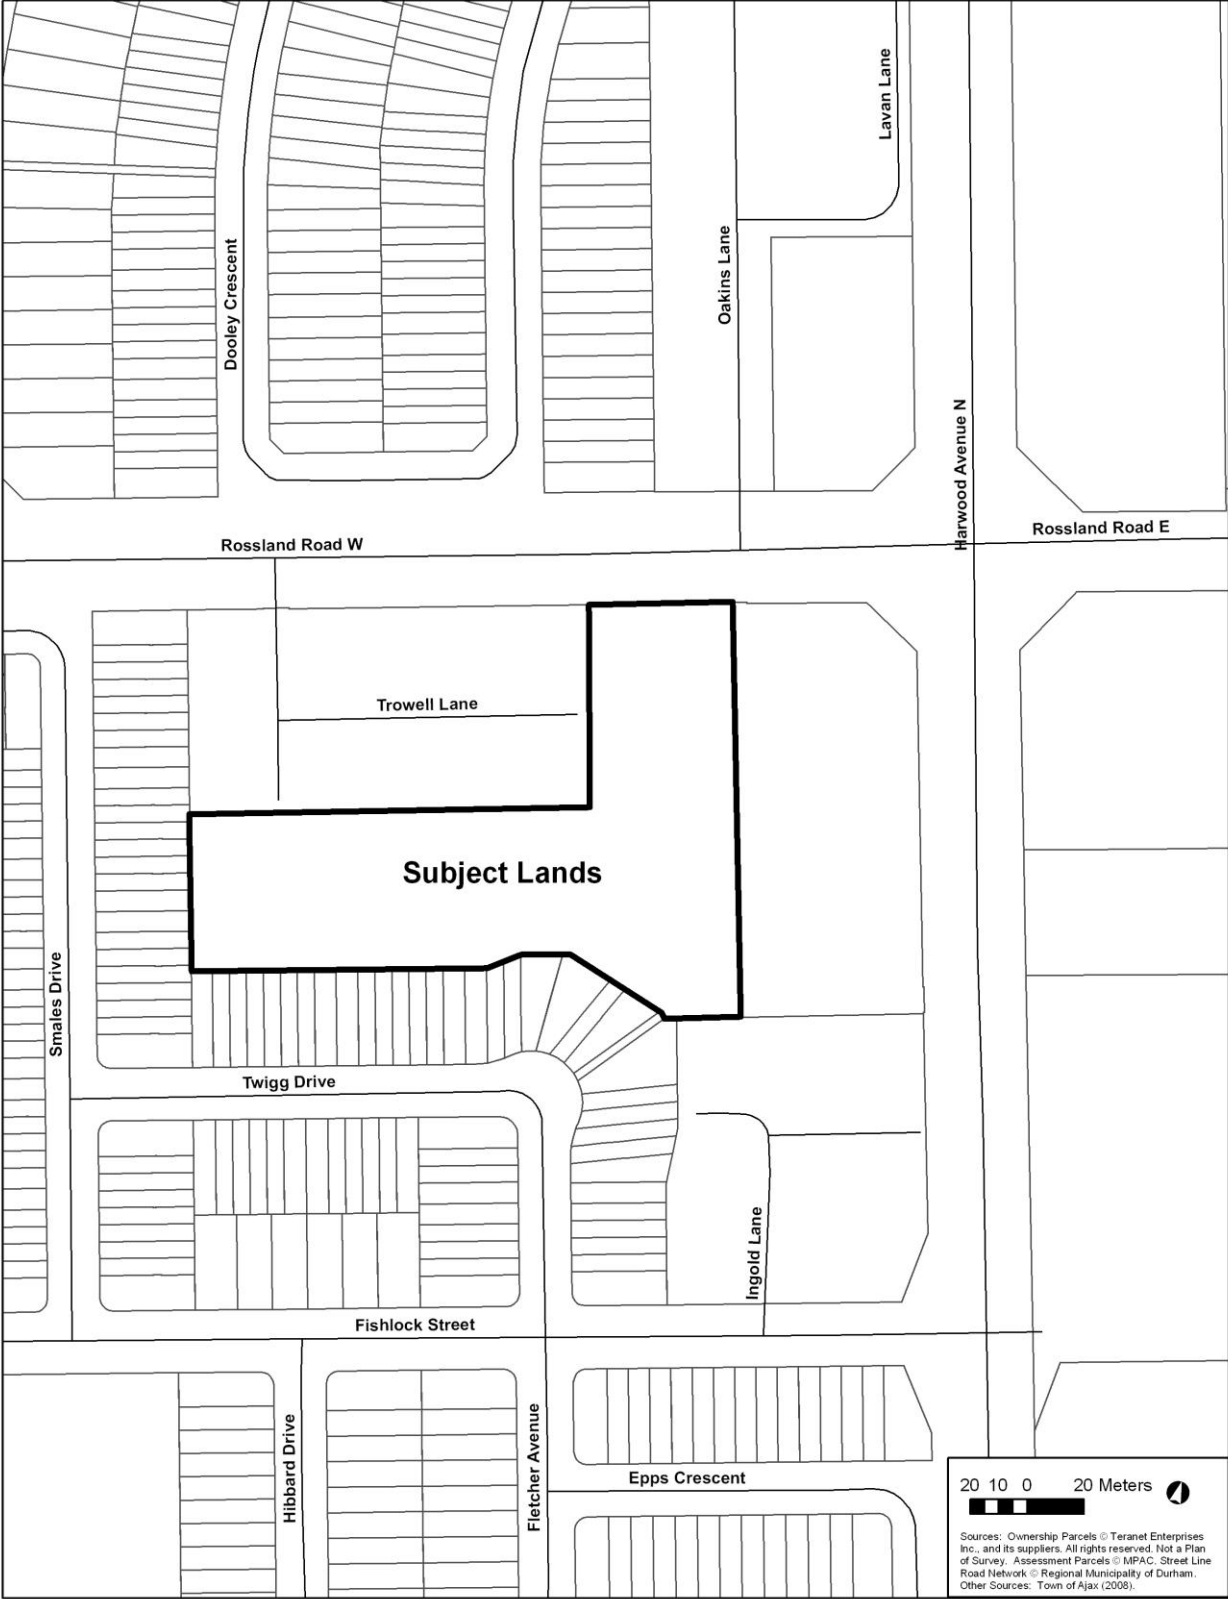 Lavan Lane
Oakins Lane
Dooley Crescent
Harwood Avenue N
Rossland Road E
Rossland Road W
Trowell Lane
Subject Lands
Smales Drive
Twigg Drive
Ingold Lane
Fishlock Street
Hibbard Drive
Fletcher Avenue
Epps Crescent
20 10 0 20 Meters
Sources: Ownership Parcels © Teranet Enterprises
Inc., and its suppliers. All rights reserved. Not a Plan
of Survey. Assessment Parcels © MPAC. Street Line
Road Network © Regional Municipality of Durham.
Other Sources: Town of Ajax (2008).